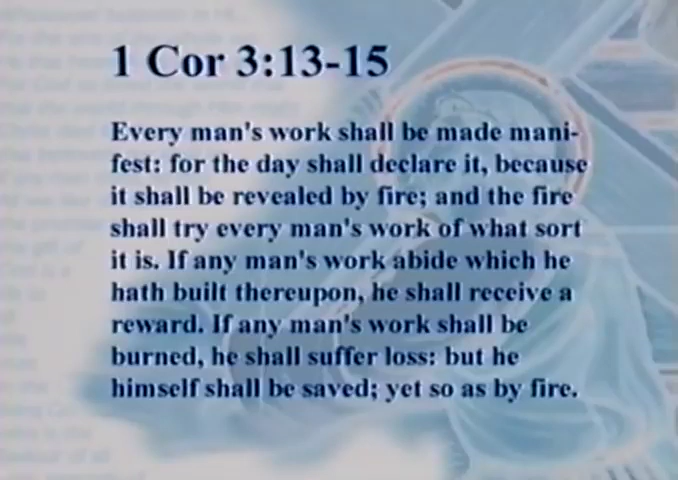 1 Cor 3:13-15
Every man's work shall be made mani-
fest: for the day shall declare it, because
it shall be revealed by fire; and the fire
shall try every man's work of what sort
it is. If any man's work abide which he
hath built thereupon, he shall receive a
reward. If any man's work shall be
burned, he shall suffer loss: but he
himself shall be saved; yet so as by fire.